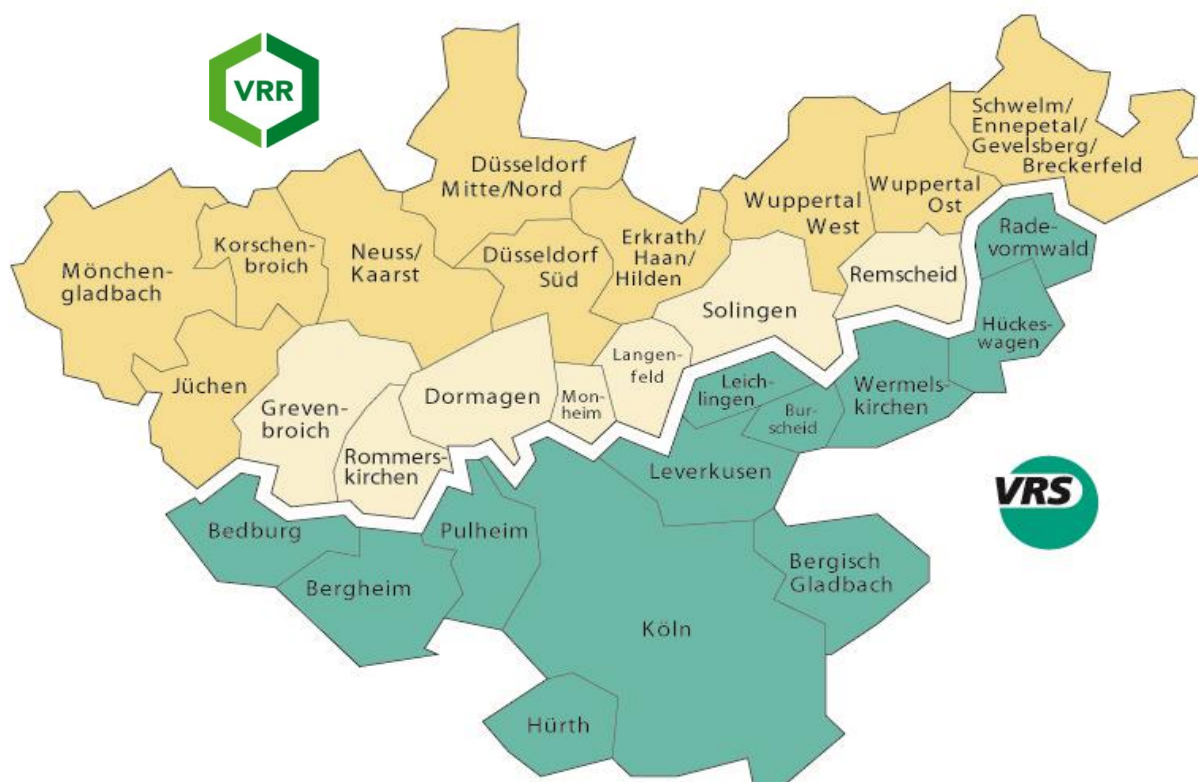 VRR
Schwelm/
Ennepetal/
Gevelsberg/
Breckerfeld
Düsseldorf
Mitte/Nord
Wuppertal
Ost
Wuppertal
West
Rade-
vormwald
Korschen-
broich
Neuss/
Kaarst
Düsseldorf
Süd
Erkrath/
Haan/
Hilden
Mönchen-
gladbach
Remscheid
Solingen
Hückes-
wagen
Jüchen
Langen-
feld
Leich-
lingen
Wermels-
kirchen
Greven-
broich
Dormagen
Mon-
heim
Bur-
scheid
Rommers-
kirchen
Leverkusen
VRS
Bedburg
Pulheim
Bergheim
Bergisch
Gladbach
Köln
Hürth